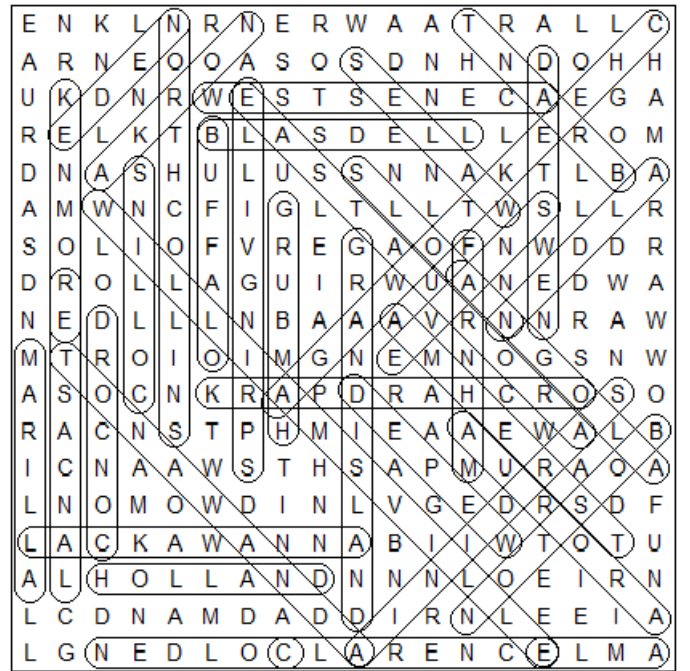 E N K L N R N E R W A A T R A L L C
A R N E O O A S O S D N H N D O H H
U K D N R W E S T S E N E C A E G A
R E L K T B L A S D E L L L E R O M
D N A S H U L U S S N N A K T L B A
A M W N C F I G L T L L T W S L L R
S O L I O F V R E G A O F N W D D R
D R O L L A G U I R W U A N E D W A
N E D L L L N B A A A V R N N R A W
M T R O I O I M G N E M N O G S N W
A S O C N K R A P D R A H C R O S O
R A C N S T P H M I E A A E W A L B
I C N A A W S T H S A P M U R A O A
L N O M O W D I N L V G E D R S D F
L A C K A W A N N A B I I W T O T U
A L H O L L A N D N N N L O E I R N
L C D N A M D A D D I R N L E E I A
L G N E D L O C L A R E N C E L M A